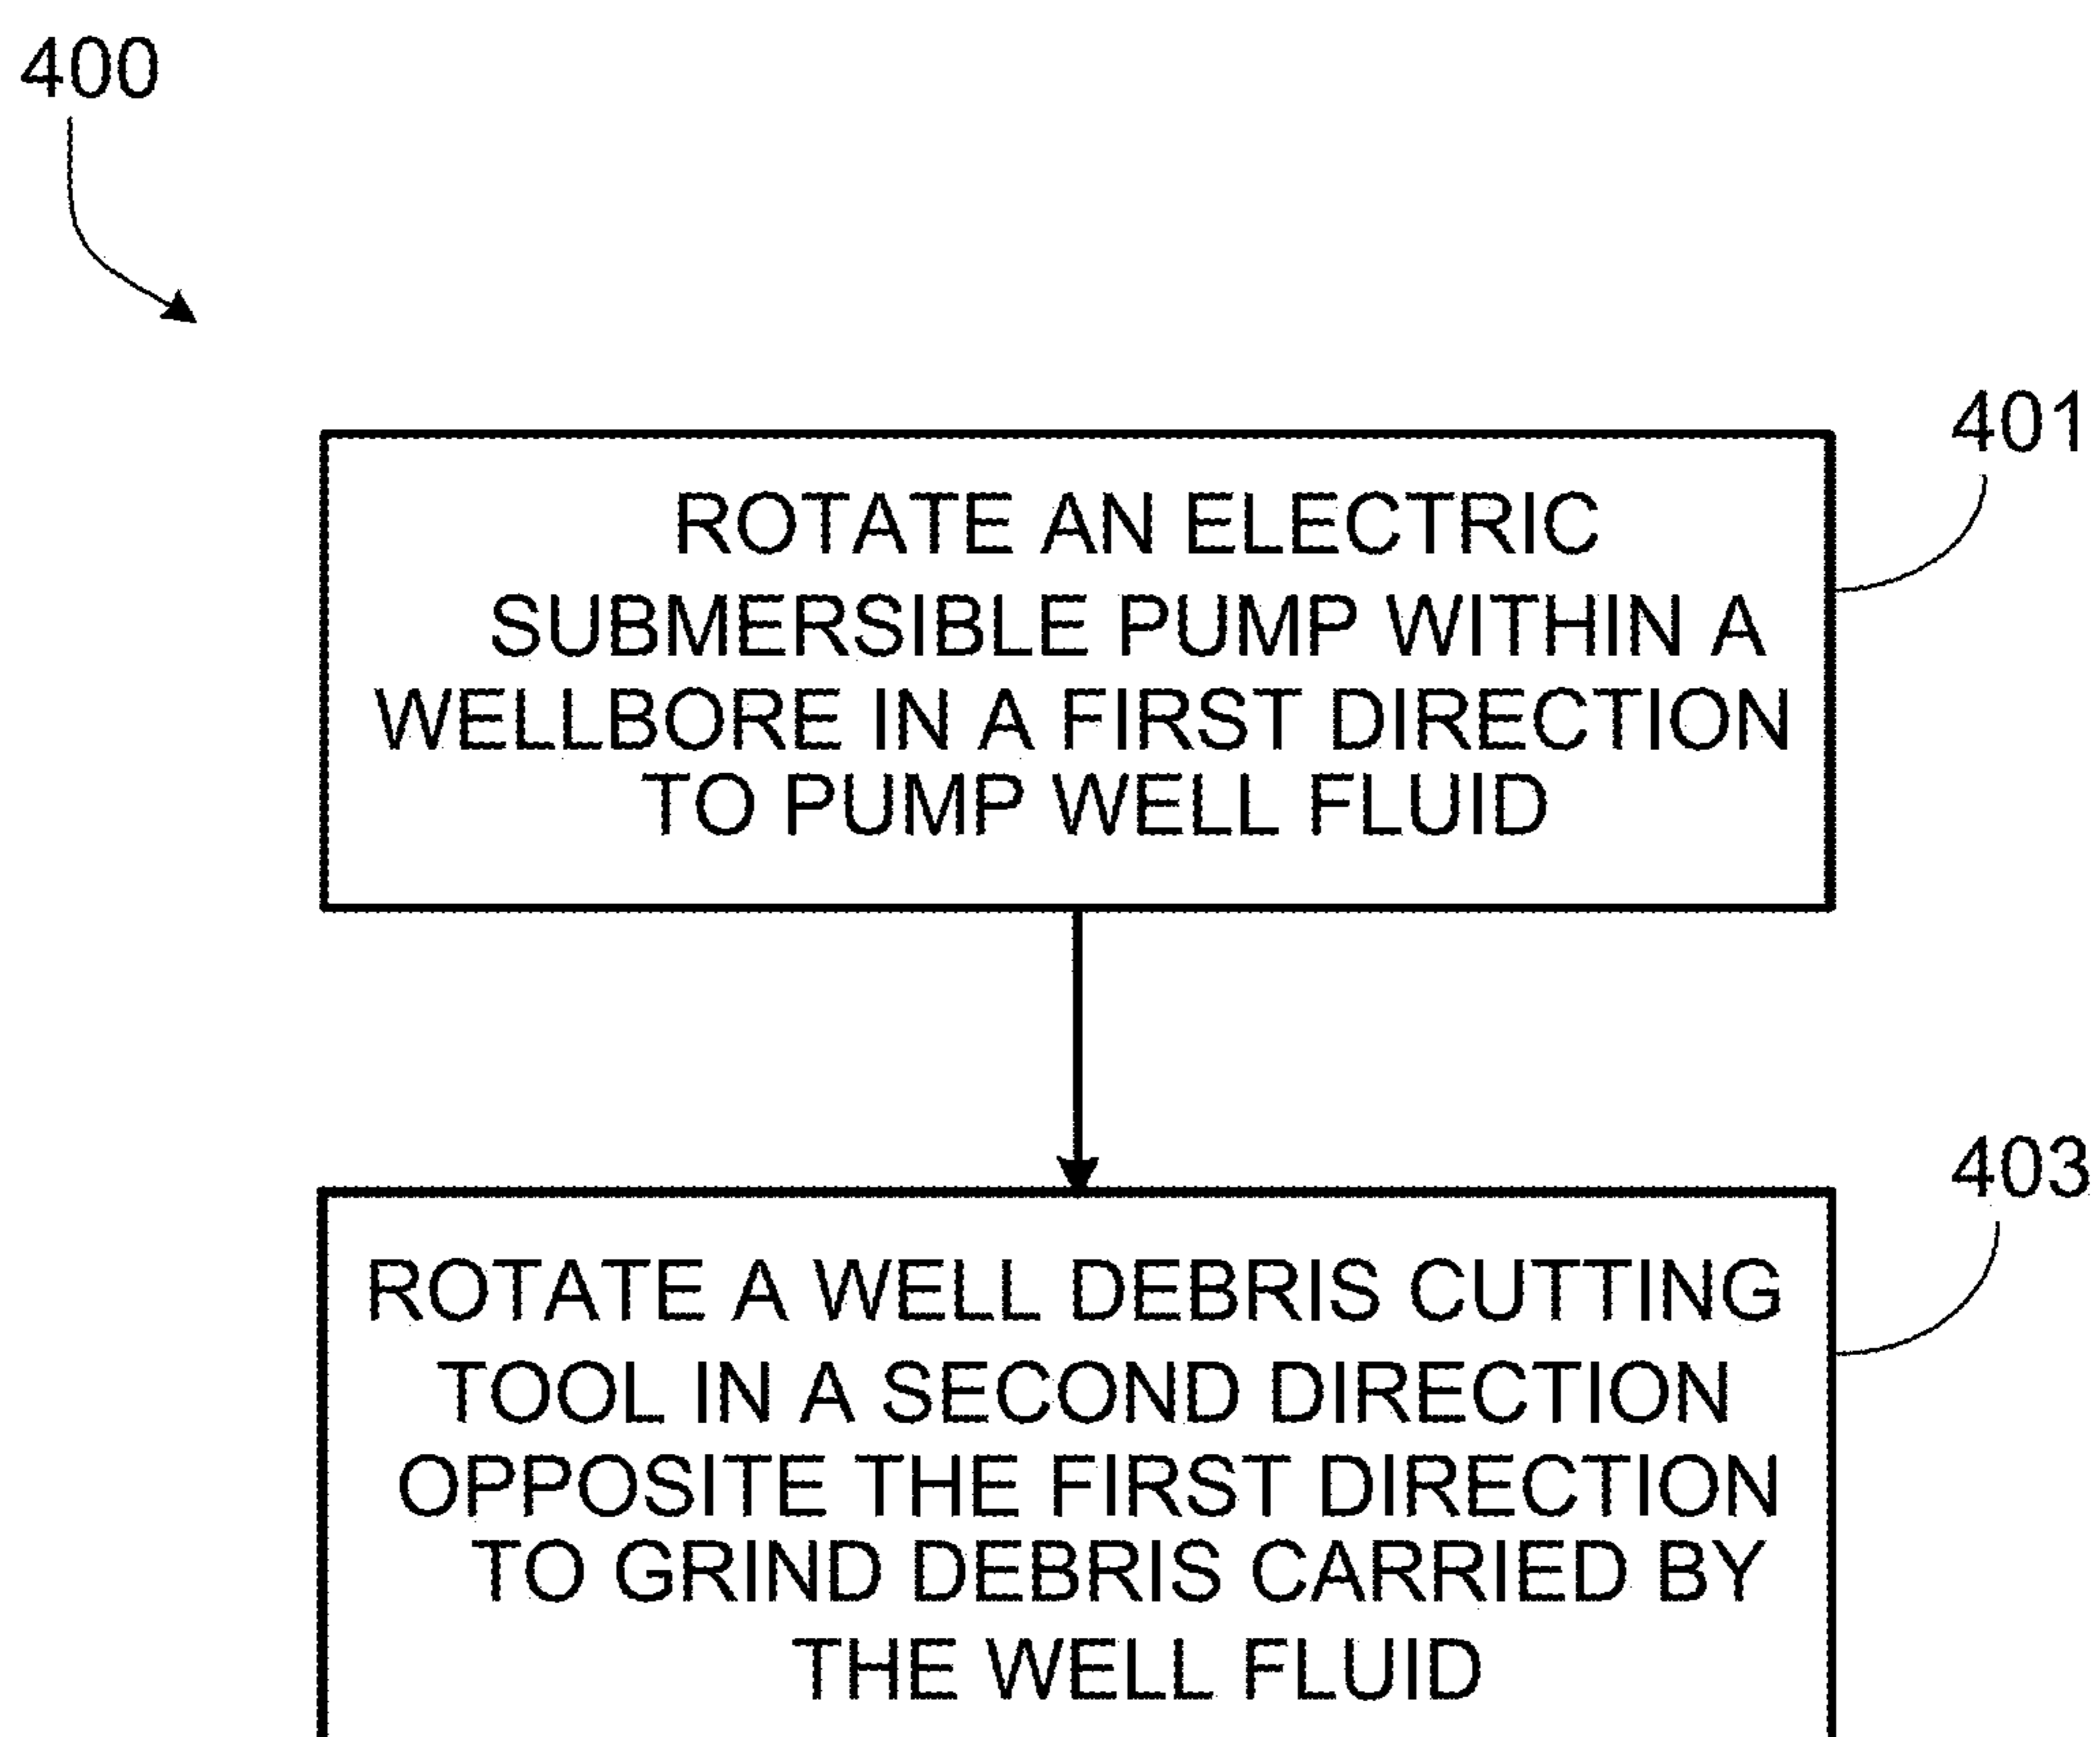 400
401
ROTATE AN ELECTRIC
SUBMERSIBLE PUMP WITHIN A
WELLBORE IN A FIRST DIRECTION
TO PUMP WELL FLUID
403
ROTATE A WELL DEBRIS CUTTING
TOOL IN A SECOND DIRECTION
OPPOSITE THE FIRST DIRECTION
TO GRIND DEBRIS CARRIED BY
THE WELL FLUID